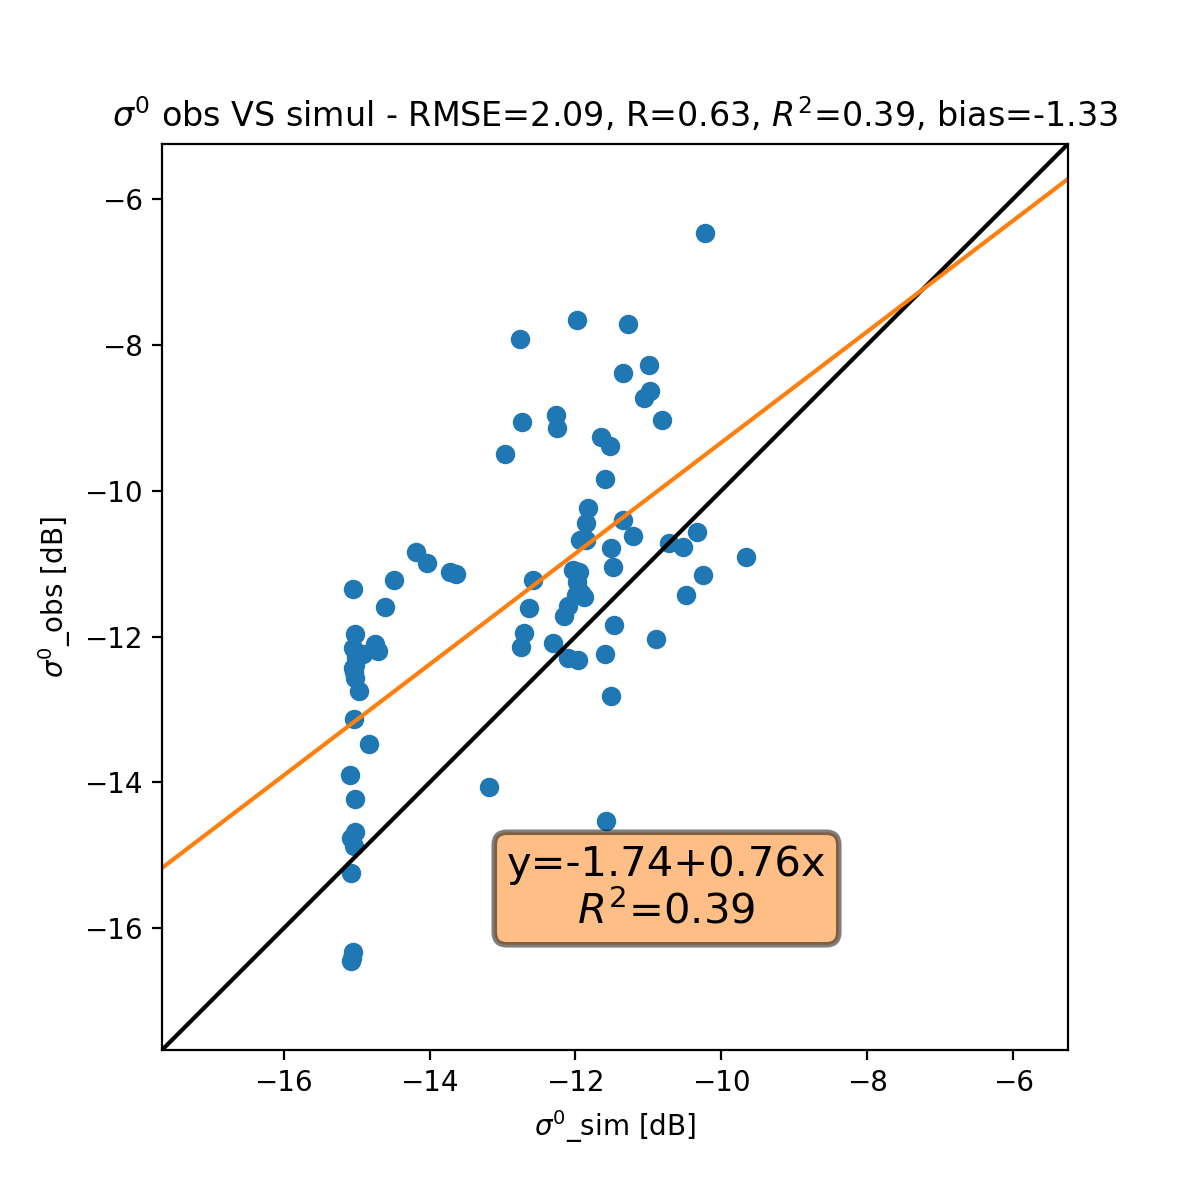 σ⁰ obs VS simul - RMSE=2.09, R=0.63, R²=0.39, bias=-1.33
−6
−8
−10
−12
−14
−16
σ⁰_obs [dB]
y=-1.74+0.76x
R²=0.39
−16 −14 −12 −10 −8 −6
σ⁰_sim [dB]